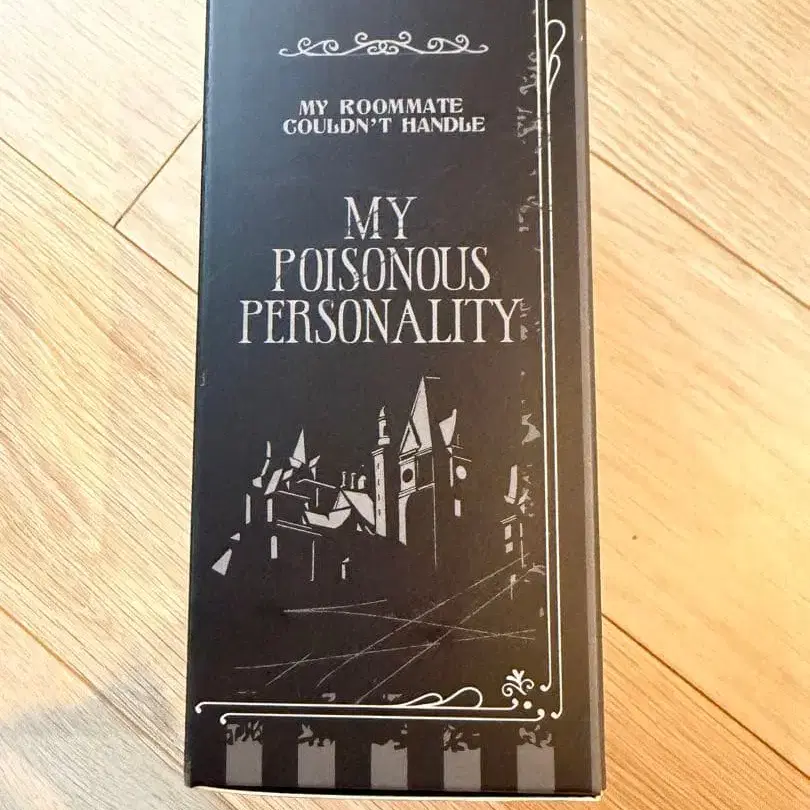 MY ROOMMATE
COULDN'T HANDLE
MY
POISONOUS
PERSONALITY